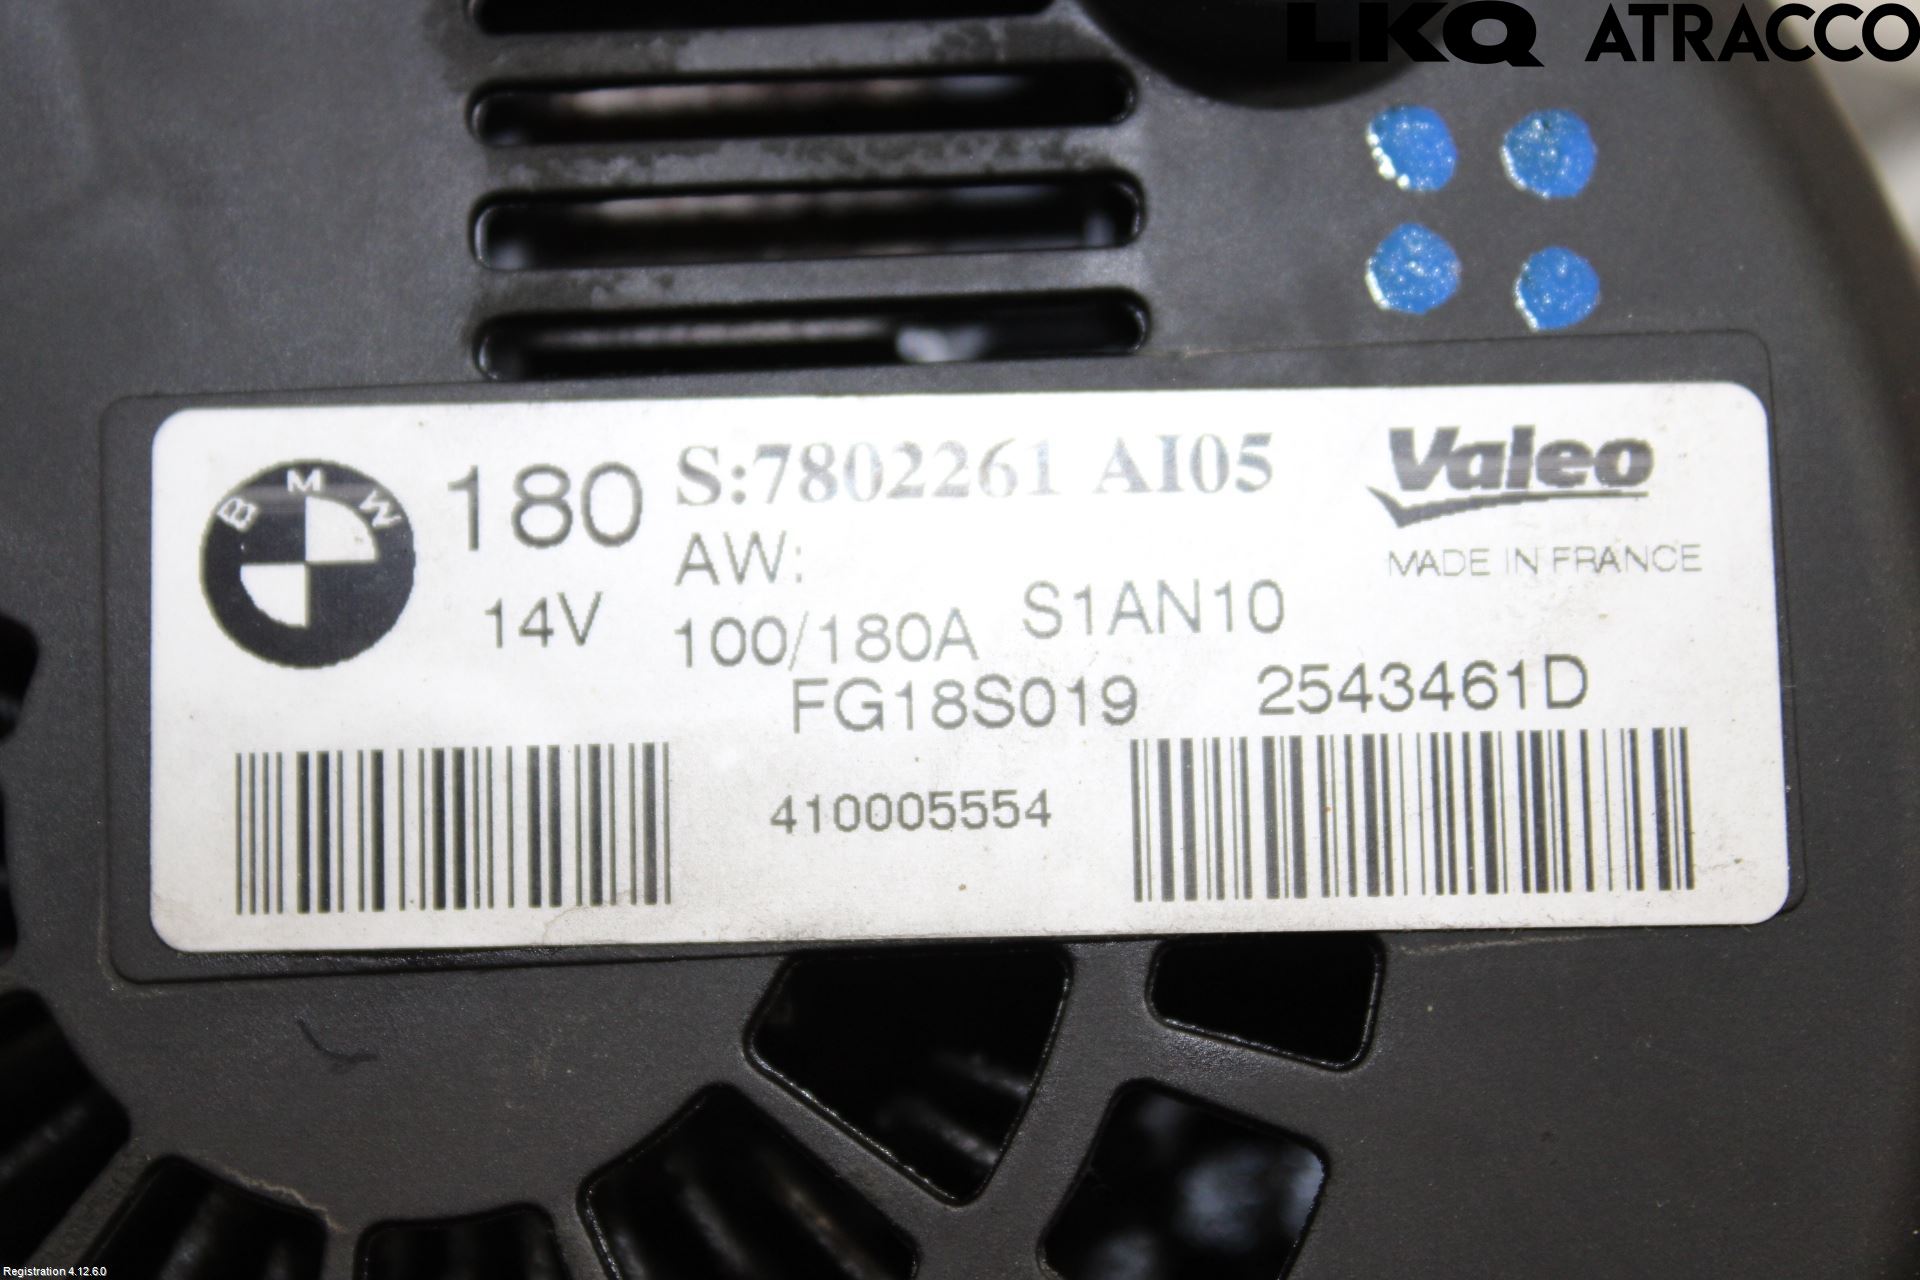 LKQ ATRACCO
BMW
180
S:7802261 AI05
Valeo
AW:
MADE IN FRANCE
14V
100/180A
S1AN10
FG18S019
2543461D
410005554
Registration 4.12.6.0